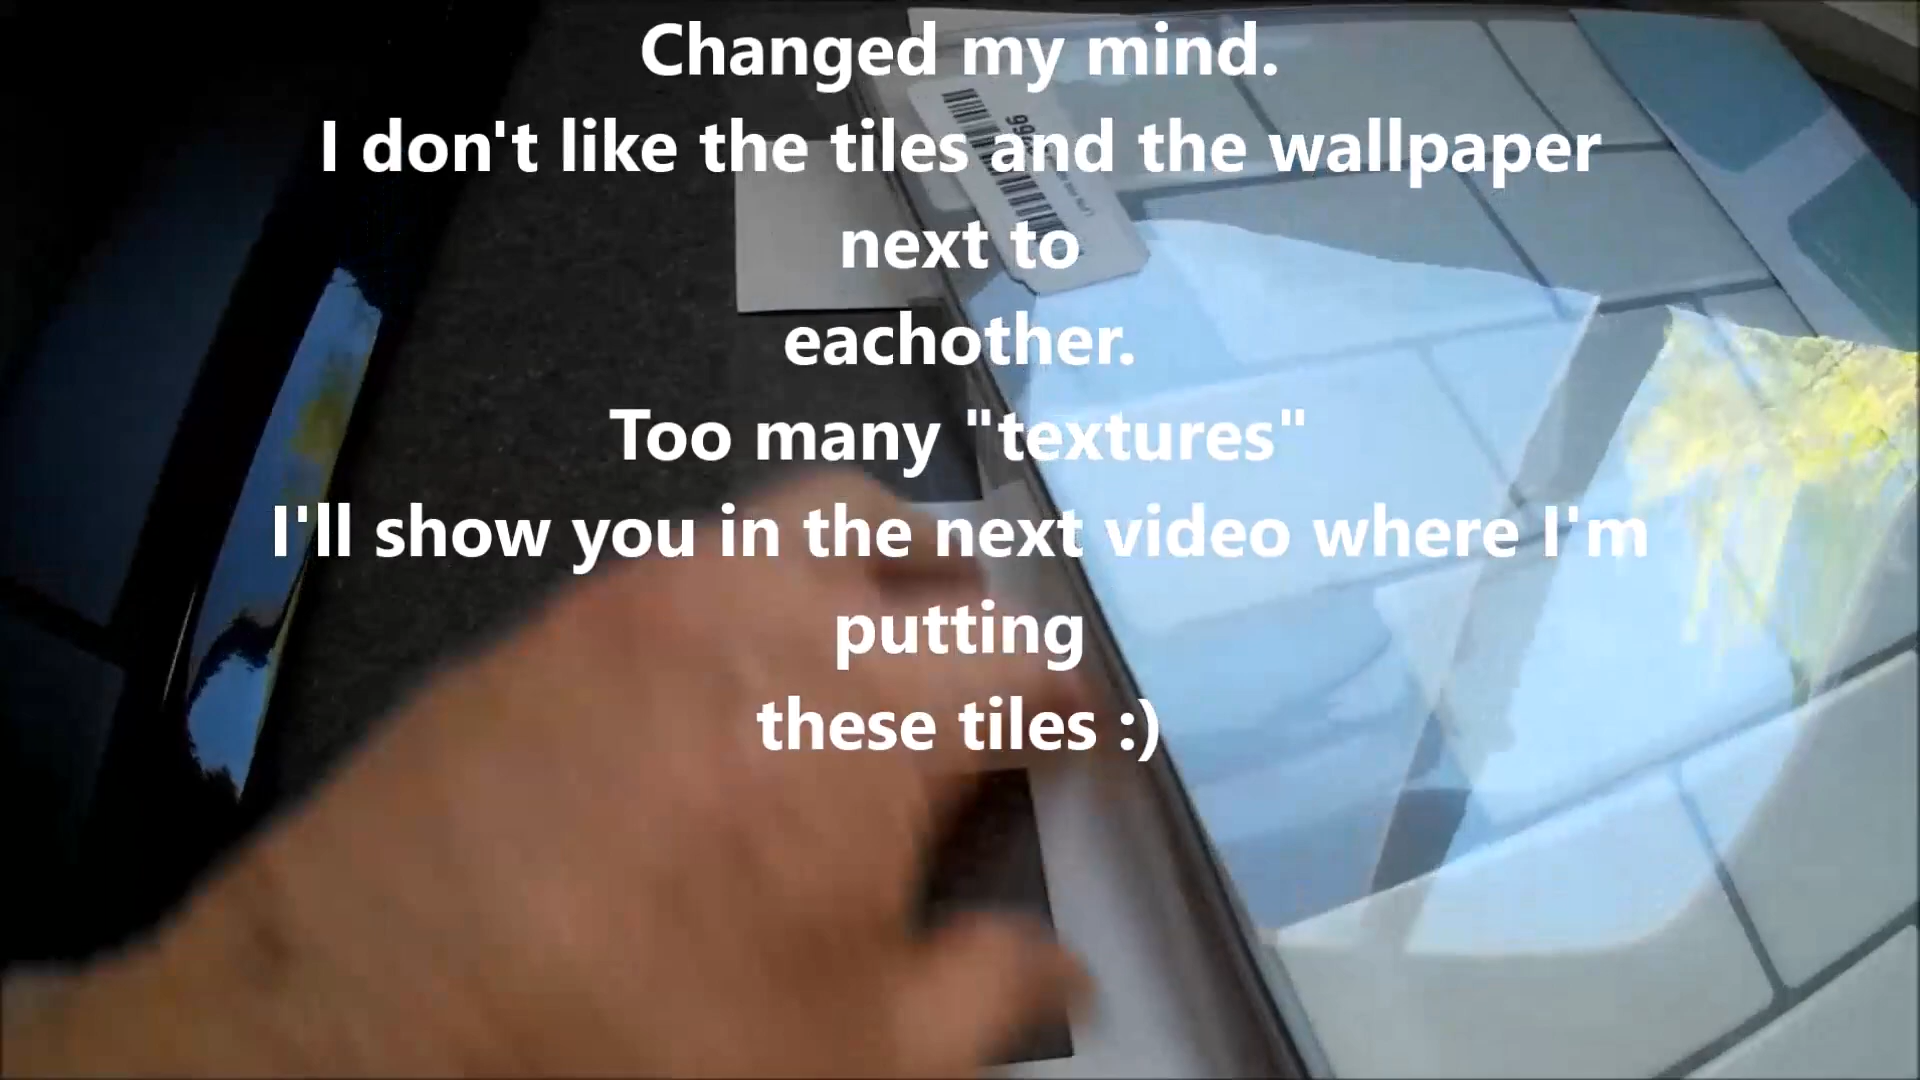 Changed my mind.
I don't like the tiles and the wallpaper
next to
eachother.
Too many "textures"
I'll show you in the next video where I'm
putting
these tiles :)